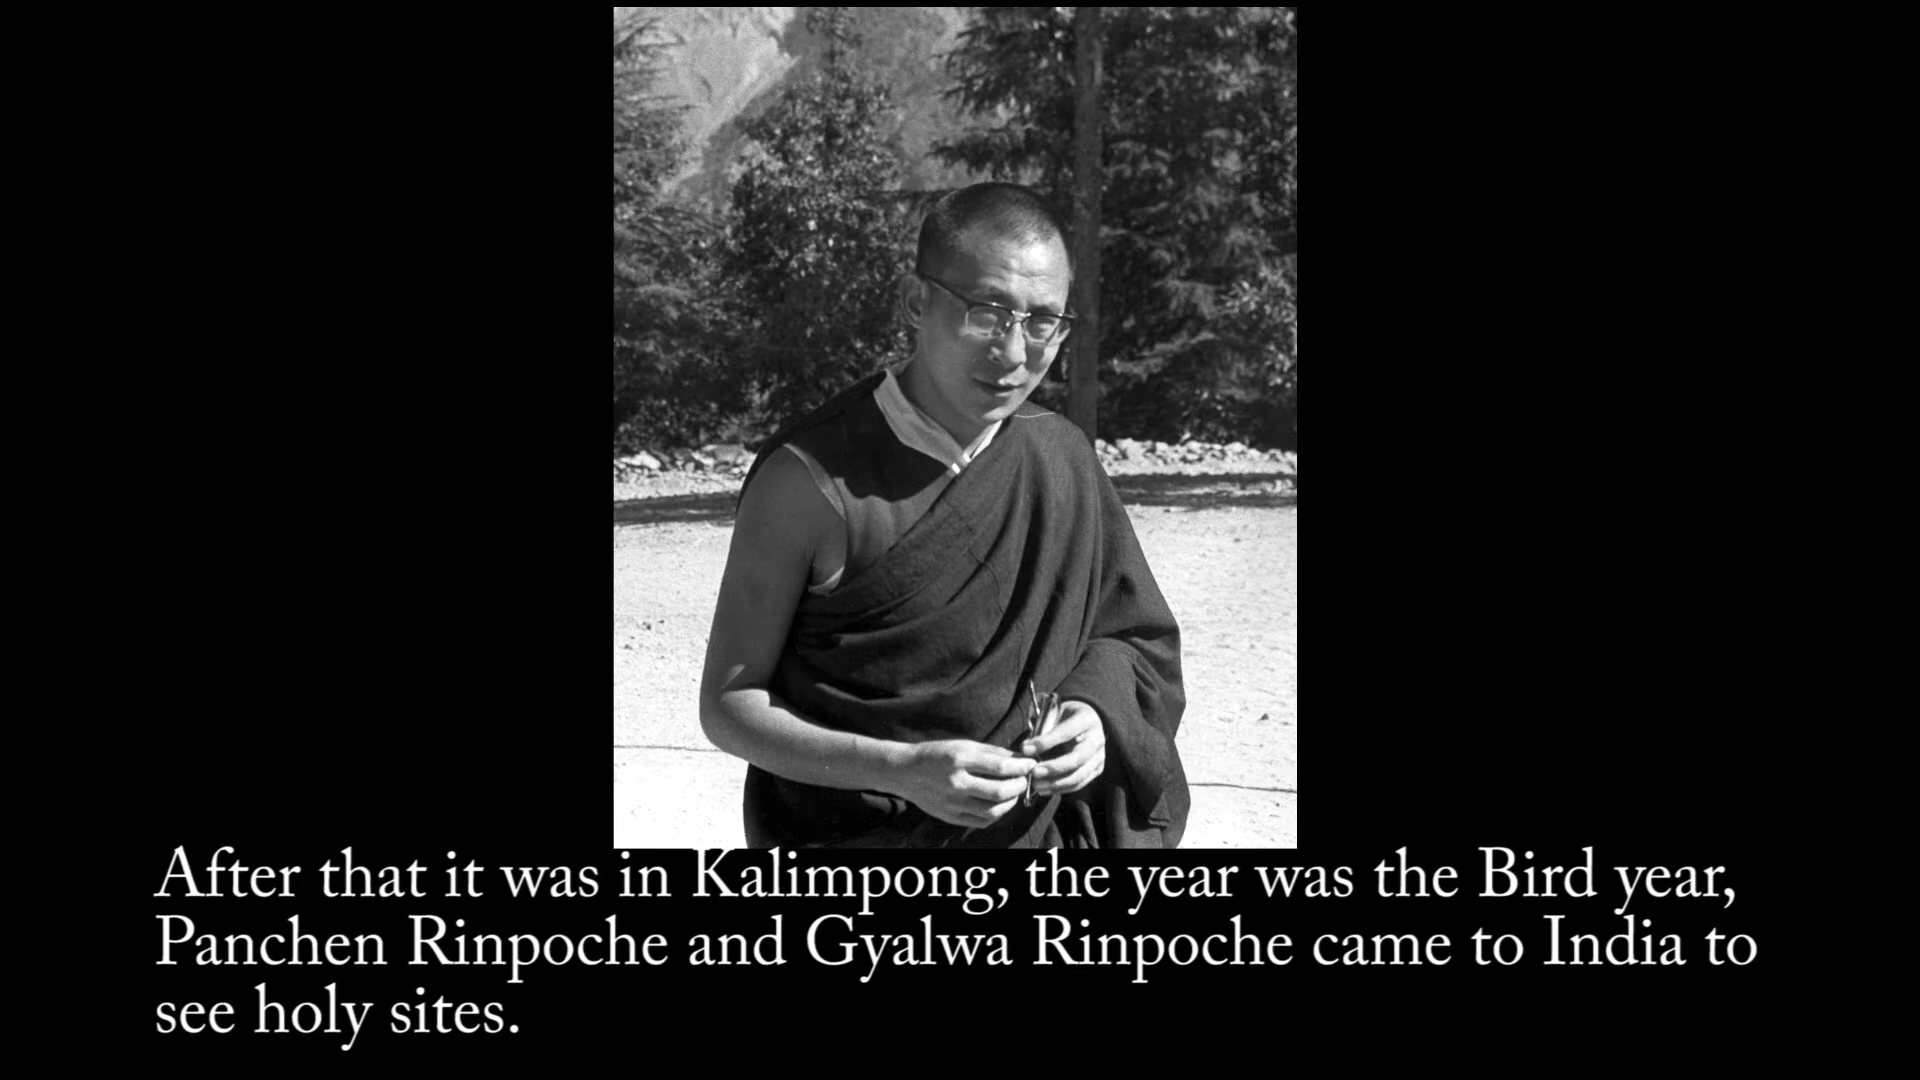 After that it was in Kalimpong, the year was the Bird year,
Panchen Rinpoche and Gyalwa Rinpoche came to India to
see holy sites.